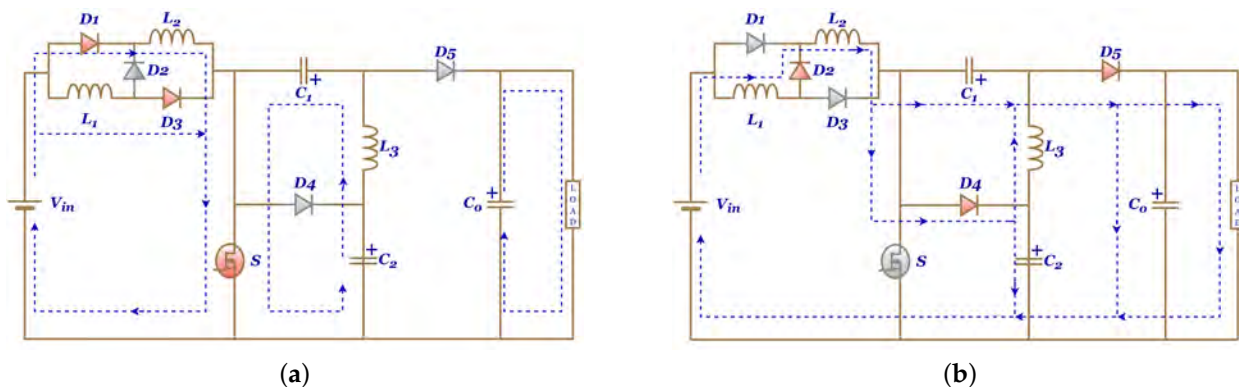 D1
L2
D2
L1
D3
Vin
C1
+
D5
L3
D4
S
+
C2
+
Co
LOAD
(a)
D1
L2
D2
L1
D3
Vin
C1
+
D5
L3
D4
S
+
C2
+
Co
LOAD
(b)